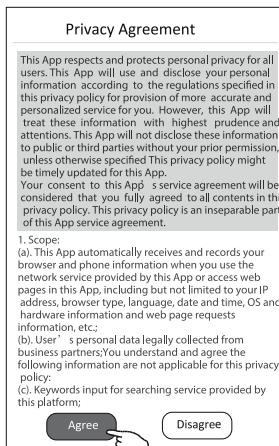 Privacy Agreement
This App respects and protects personal privacy for all
users. This App will use and disclose your personal
information according to the regulations specified in
this privacy policy for provision of more accurate and
personalized service for you. However, this App will
treat these information with highest prudence and
attentions. This App will not disclose these information
to public or third parties without your prior permission,
unless otherwise specified This privacy policy might
be timely updated for this App.
Your consent to this App's service agreement will be
considered that you fully agreed to all contents in this
privacy policy. This privacy policy is an inseparable part
of this App service agreement.
1. Scope:
(a). This App automatically receives and records your
browser and phone information when you use the
network service provided by this App or access web
pages in this App, including but not limited to your IP
address, browser type, language, date and time, OS and
hardware information and web page requests
information, etc.;
(b). User's personal data legally collected from
business partners;You understand and agree the
following information are not applicable for this privacy
policy:
(c). Keywords input for searching service provided by
this platform;
Agree Disagree